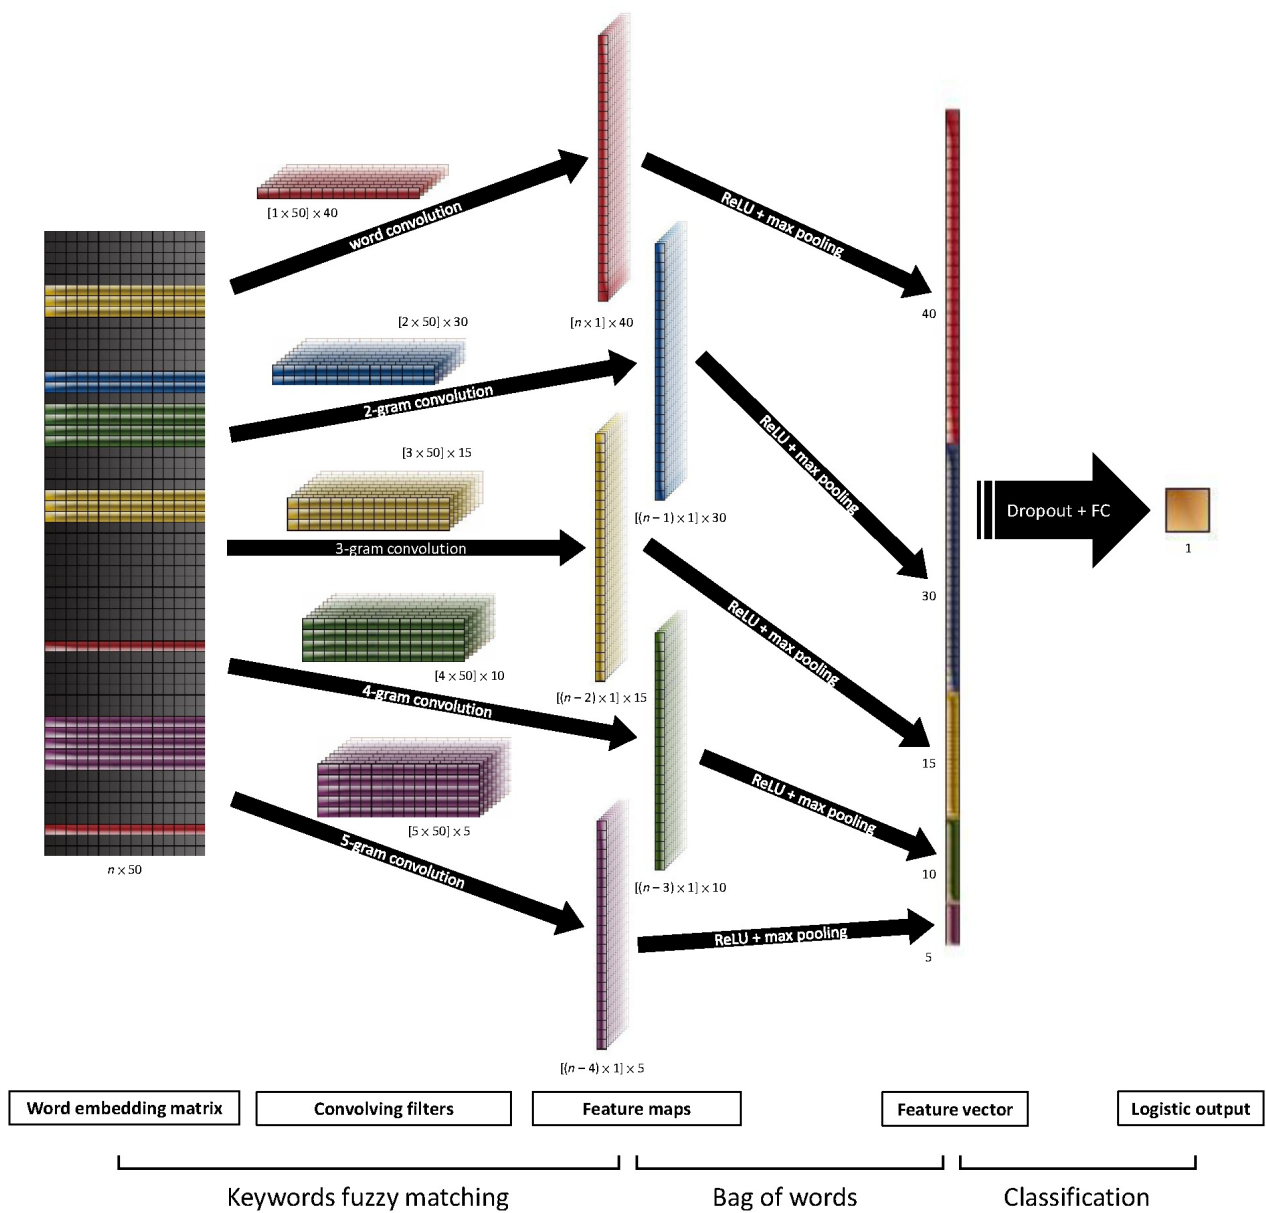 [1 × 50] × 40
word convolution
ReLU + max pooling
[n × 1] × 40
40
[2 × 50] × 30
2-gram convolution
ReLU + max pooling
[(n – 1) × 1] × 30
30
[3 × 50] × 15
3-gram convolution
ReLU + max pooling
[(n – 2) × 1] × 15
15
[4 × 50] × 10
4-gram convolution
ReLU + max pooling
[(n – 3) × 1] × 10
10
[5 × 50] × 5
5-gram convolution
ReLU + max pooling
[(n – 4) × 1] × 5
5
n × 50
Dropout + FC
1
Word embedding matrix
Convolving filters
Feature maps
Feature vector
Logistic output
Keywords fuzzy matching
Bag of words
Classification